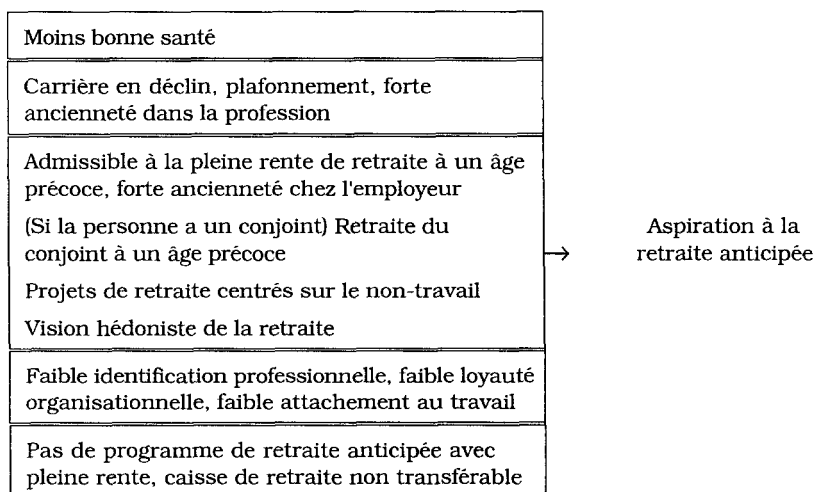 Moins bonne santé
Carrière en déclin, plafonnement, forte
ancienneté dans la profession
Admissible à la pleine rente de retraite à un âge
précoce, forte ancienneté chez l'employeur
(Si la personne a un conjoint) Retraite du
conjoint à un âge précoce
Projets de retraite centrés sur le non-travail
Vision hédoniste de la retraite
Faible identification professionnelle, faible loyauté
organisationnelle, faible attachement au travail
Pas de programme de retraite anticipée avec
pleine rente, caisse de retraite non transférable
Aspiration à la
retraite anticipée